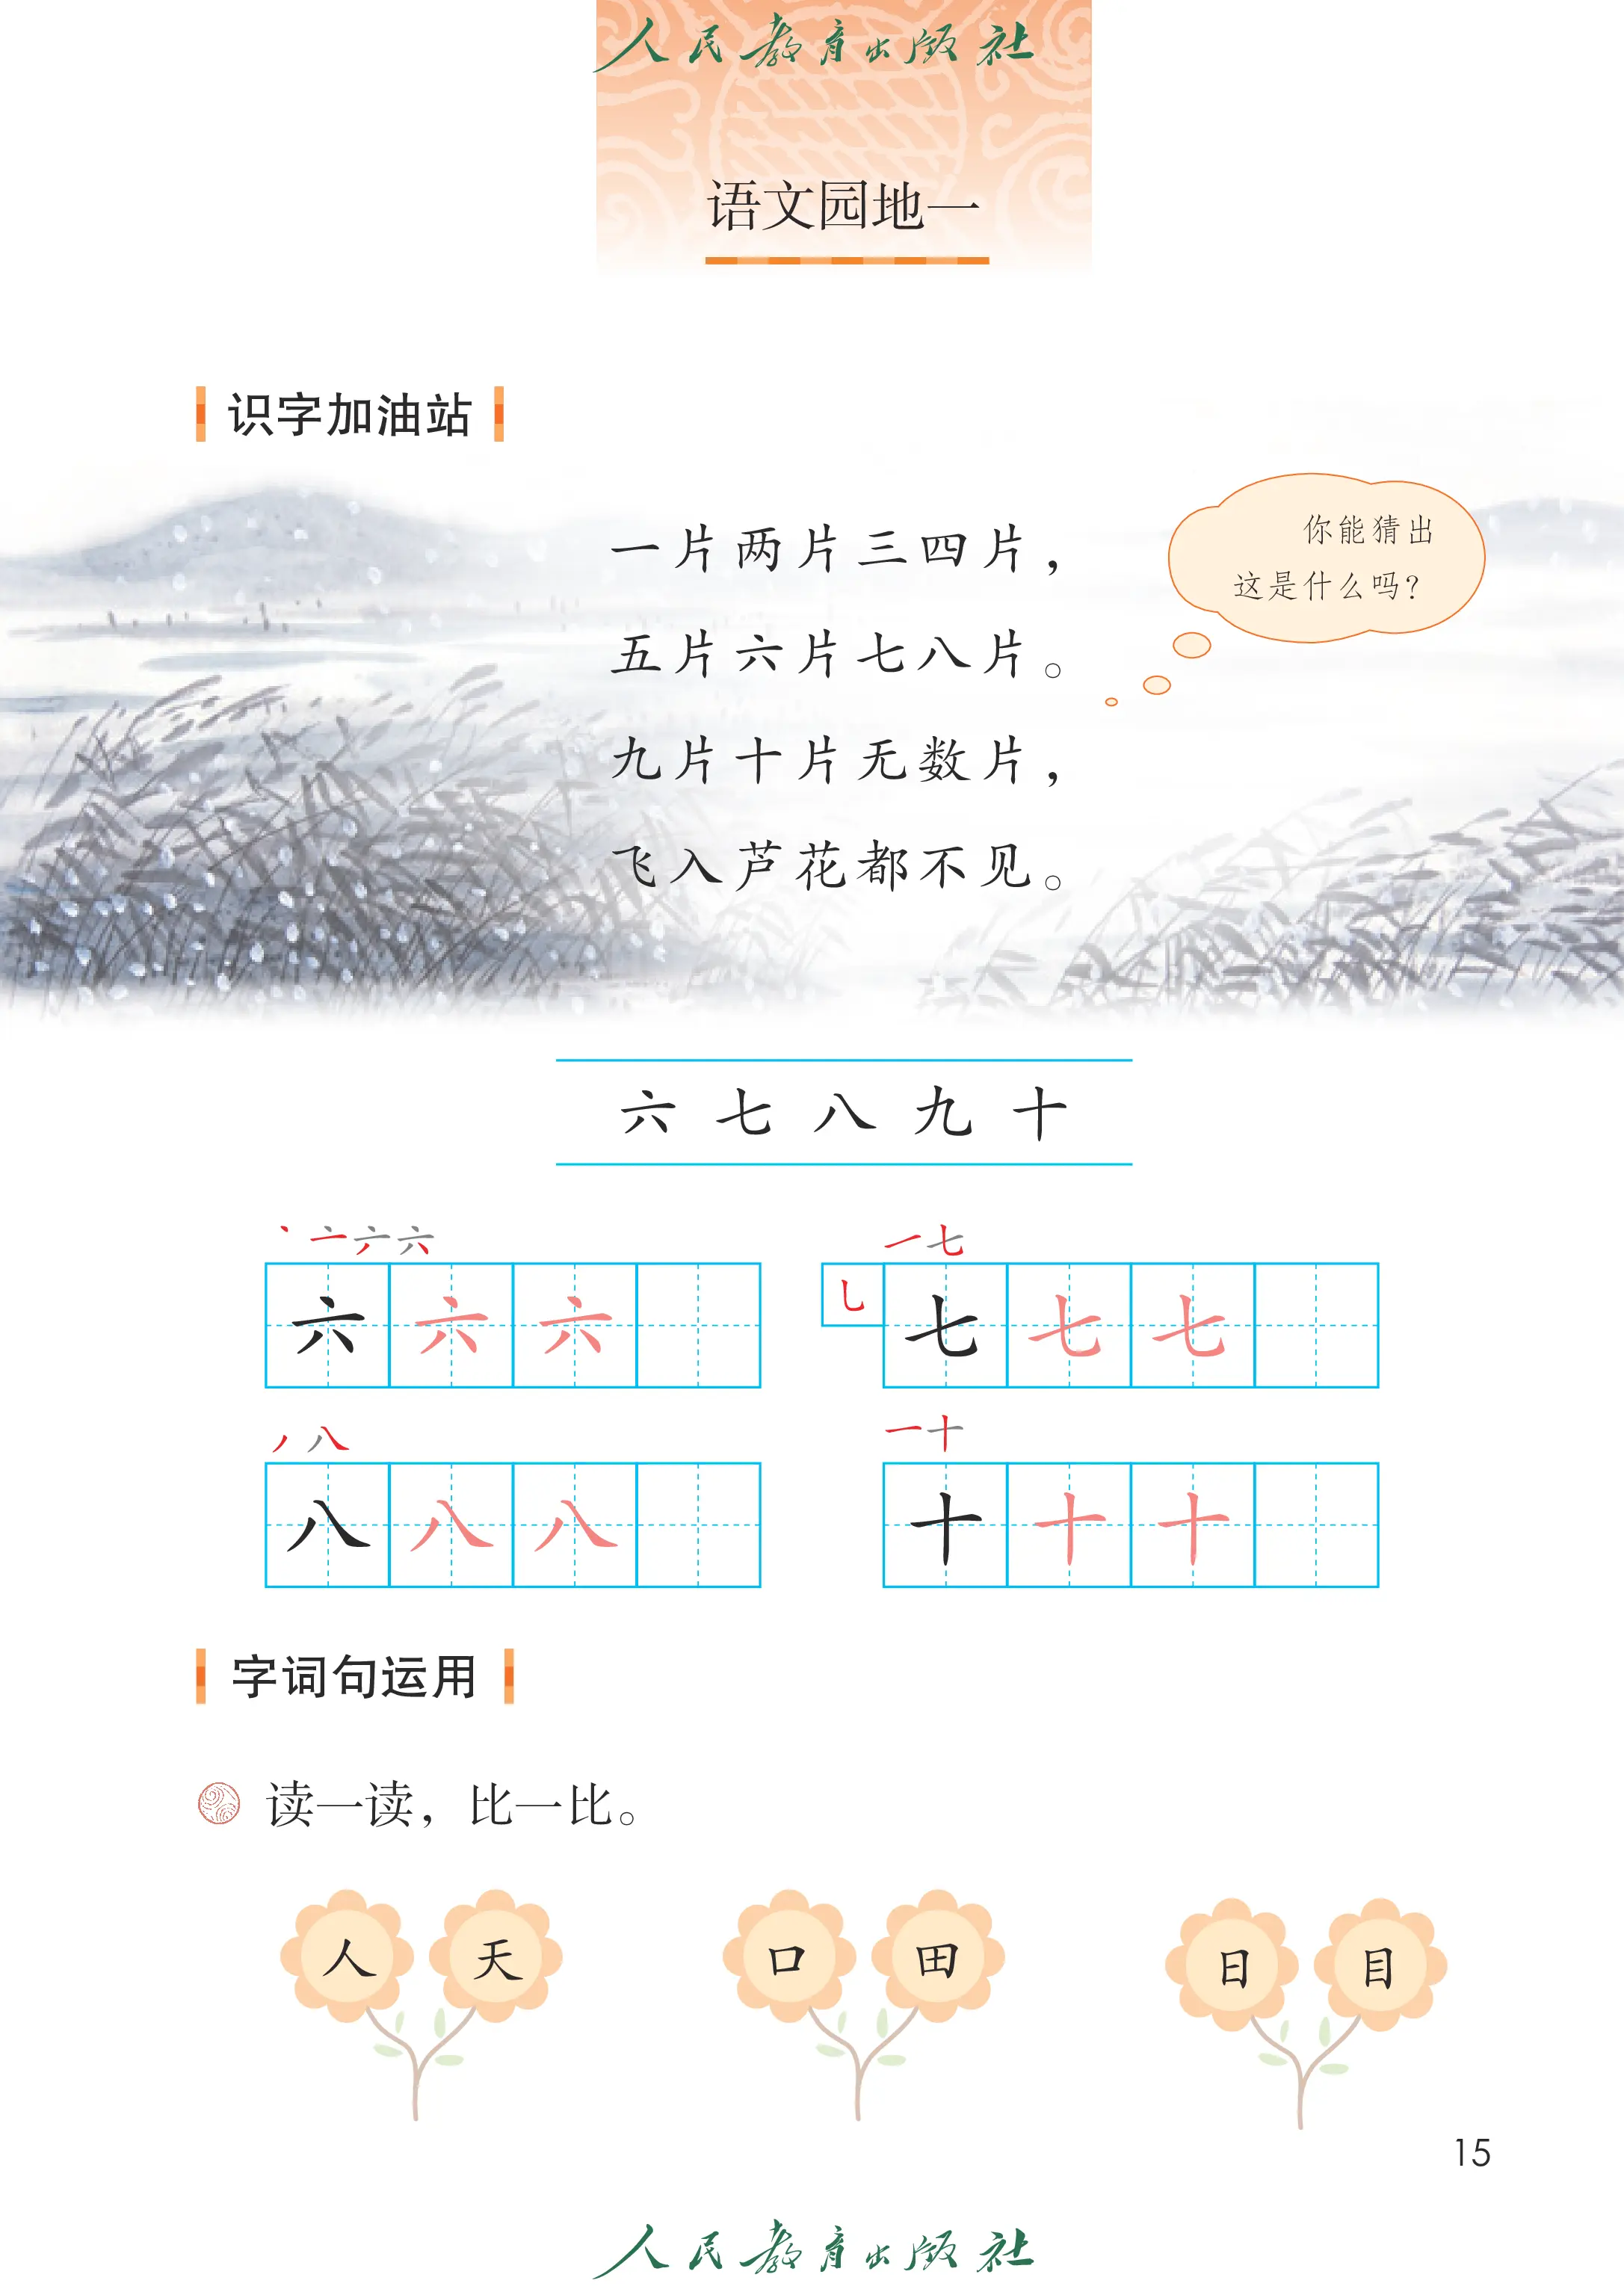 人民教育出版社
语文园地一
识字加油站
一片两片三四片，
五片六片七八片。
九片十片无数片，
飞入芦花都不见。
你能猜出
这是什么吗？
六 七 八 九 十
六 六 六
一 七
七 七 七
八
八 八 八
一 十
十 十 十
字词句运用
读一读，比一比。
人 天 口 田 日 目
15
人民教育出版社